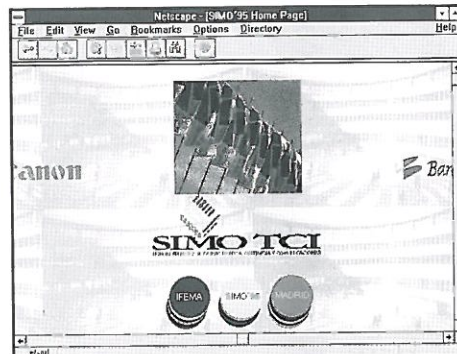 Netscape - [SIMO'95 Home Page]
File Edit View Go Bookmarks Options Directory Help
Canon
Ban
SIMO TCI
IFEMA SIMO'95 MADRID